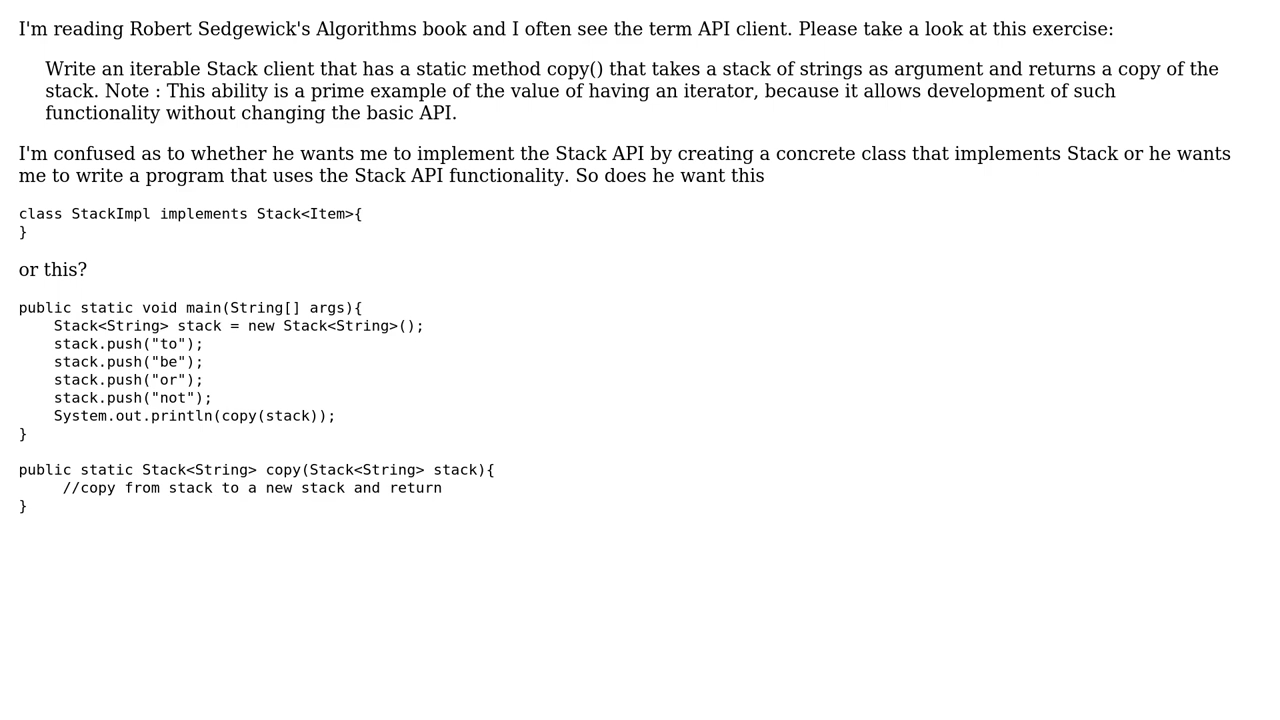 I'm reading Robert Sedgewick's Algorithms book and I often see the term API client. Please take a look at this exercise:
Write an iterable Stack client that has a static method copy() that takes a stack of strings as argument and returns a copy of the
stack. Note : This ability is a prime example of the value of having an iterator, because it allows development of such
functionality without changing the basic API.
I'm confused as to whether he wants me to implement the Stack API by creating a concrete class that implements Stack or he wants
me to write a program that uses the Stack API functionality. So does he want this
class StackImpl implements Stack<Item>{
}
or this?
public static void main(String[] args){
    Stack<String> stack = new Stack<String>();
    stack.push("to");
    stack.push("be");
    stack.push("or");
    stack.push("not");
    System.out.println(copy(stack));
}
public static Stack<String> copy(Stack<String> stack){
     //copy from stack to a new stack and return
}